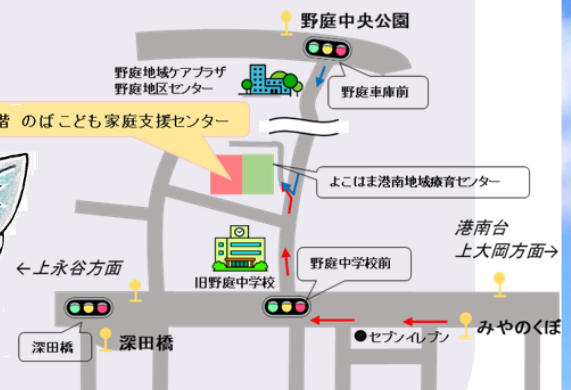 野庭中央公園
野庭地域ケアプラザ
野庭地区センター
野庭車庫前
階 のばこども家庭支援センター
よこはま港南地域療育センター
港南台
上大岡方面→
←上永谷方面
旧野庭中学校
野庭中学校前
みやのくぼ
●セブンイレブン
深田橋
深田橋